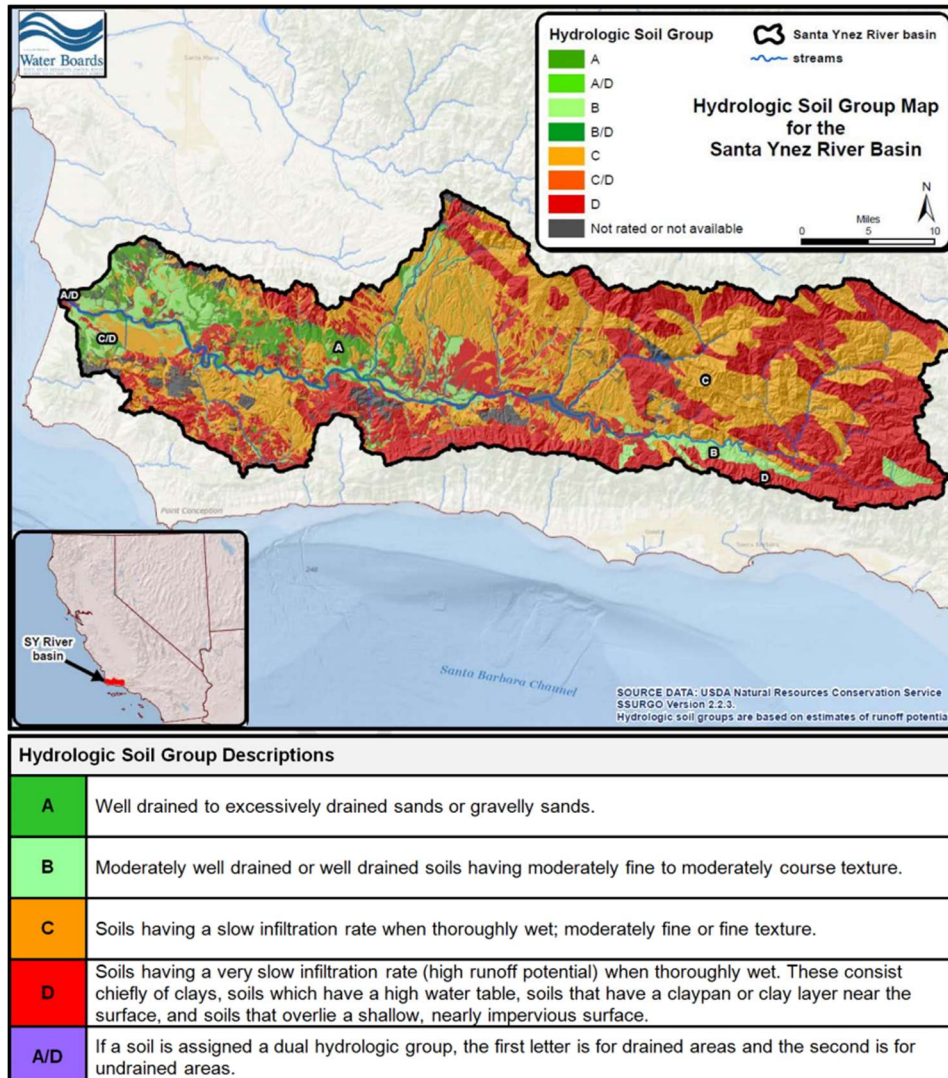 Water Boards
Hydrologic Soil Group
A
A/D
B
B/D
C
C/D
D
Not rated or not available
Santa Ynez River basin
streams
Hydrologic Soil Group Map
for the
Santa Ynez River Basin
N
Miles
0 5 10
Santa Maria
A/D
C/D
A
C
B
D
Point Conception
Santa Barbara
246
Santa Barbara Channel
SY River
basin
SOURCE DATA: USDA Natural Resources Conservation Service
SSURGO Version 2.2.3.
Hydrologic soil groups are based on estimates of runoff potentia
Hydrologic Soil Group Descriptions
A
Well drained to excessively drained sands or gravelly sands.
B
Moderately well drained or well drained soils having moderately fine to moderately course texture.
C
Soils having a slow infiltration rate when thoroughly wet; moderately fine or fine texture.
D
Soils having a very slow infiltration rate (high runoff potential) when thoroughly wet. These consist
chiefly of clays, soils which have a high water table, soils that have a claypan or clay layer near the
surface, and soils that overlie a shallow, nearly impervious surface.
A/D
If a soil is assigned a dual hydrologic group, the first letter is for drained areas and the second is for
undrained areas.